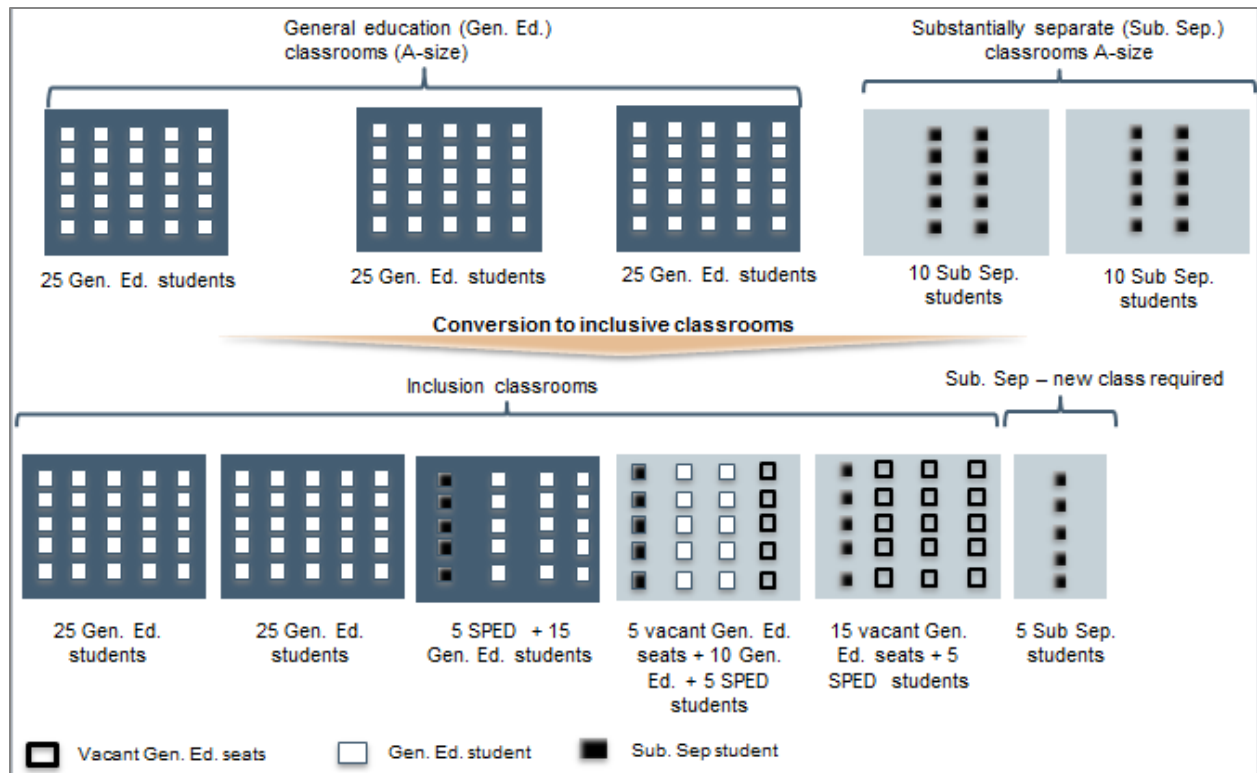 General education (Gen. Ed.)
classrooms (A-size)
Substantially separate (Sub. Sep.)
classrooms A-size
25 Gen. Ed. students
25 Gen. Ed. students
25 Gen. Ed. students
10 Sub Sep.
students
10 Sub Sep.
students
Conversion to inclusive classrooms
Inclusion classrooms
Sub. Sep – new class required
25 Gen. Ed.
students
25 Gen. Ed.
students
5 SPED + 15
Gen. Ed. students
5 vacant Gen. Ed.
seats + 10 Gen.
Ed. + 5 SPED
students
15 vacant Gen.
Ed. seats + 5
SPED students
5 Sub Sep.
students
Vacant Gen. Ed. seats
Gen. Ed. student
Sub. Sep student